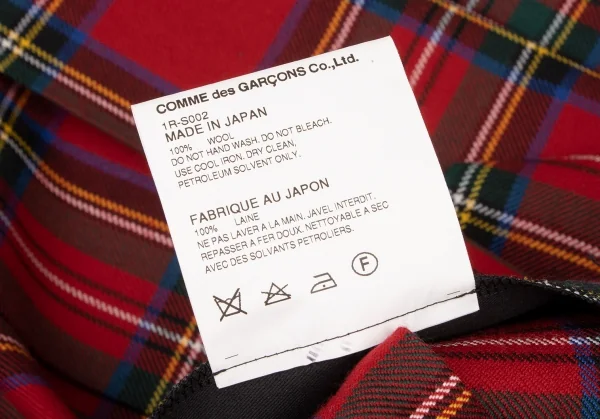 COMME des GARÇONS Co.,Ltd.
1R-S002
MADE IN JAPAN
100% WOOL
DO NOT HAND WASH. DO NOT BLEACH.
USE COOL IRON. DRY CLEAN,
PETROLEUM SOLVENT ONLY.
FABRIQUE AU JAPON
100% LAINE
NE PAS LAVER A LA MAIN. JAVEL INTERDIT.
REPASSER A FER DOUX. NETTOYABLE A SEC
AVEC DES SOLVANTS PETROLIERS.
F